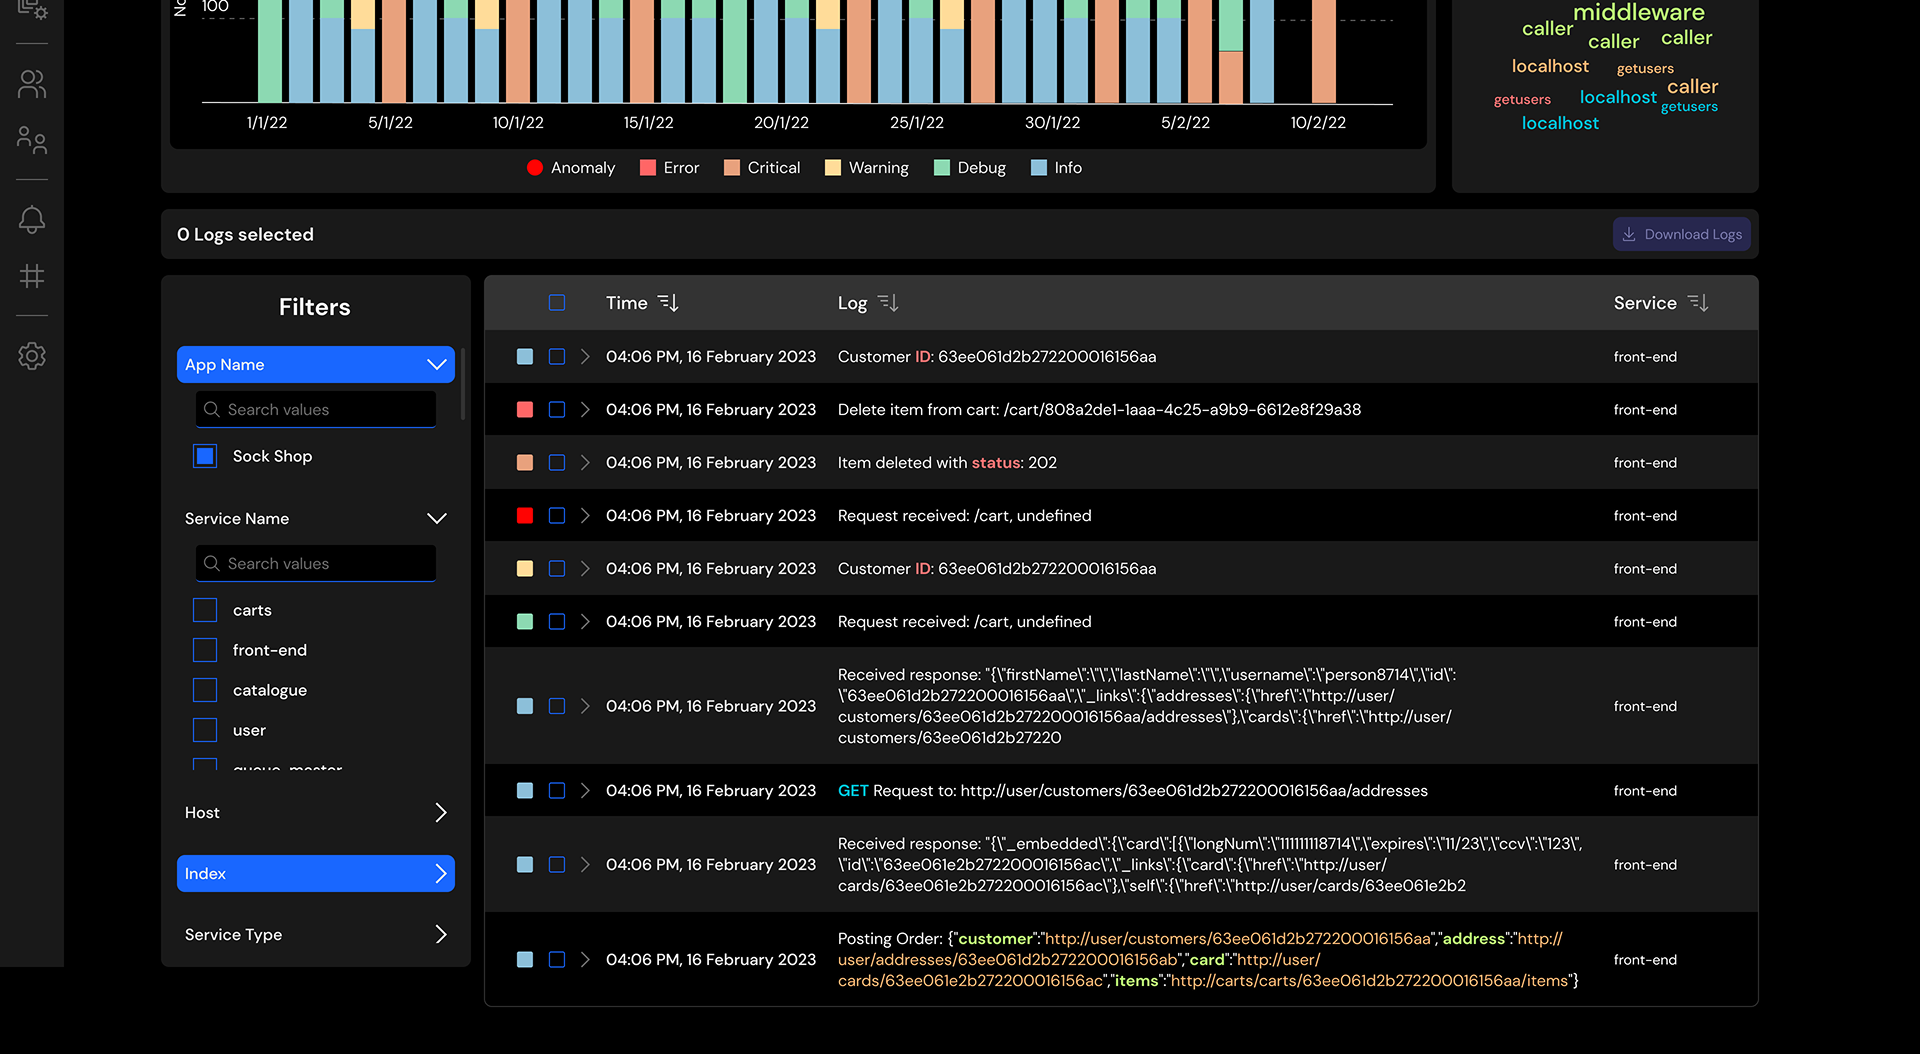 100
1/1/22 5/1/22 10/1/22 15/1/22 20/1/22 25/1/22 30/1/22 5/2/22 10/2/22
Anomaly Error Critical Warning Debug Info
middleware
caller
caller
caller
localhost
getusers
caller
getusers
localhost
getusers
localhost
0 Logs selected
Download Logs
Filters
App Name
Search values
Sock Shop
Service Name
Search values
carts
front-end
catalogue
user
Host
Index
Service Type
Time Log Service
04:06 PM, 16 February 2023 Customer ID: 63ee061d2b272200016156aa front-end
04:06 PM, 16 February 2023 Delete item from cart: /cart/808a2de1-1aaa-4c25-a9b9-6612e8f29a38 front-end
04:06 PM, 16 February 2023 Item deleted with status: 202 front-end
04:06 PM, 16 February 2023 Request received: /cart, undefined front-end
04:06 PM, 16 February 2023 Customer ID: 63ee061d2b272200016156aa front-end
04:06 PM, 16 February 2023 Request received: /cart, undefined front-end
Received response: "{\"firstName\":\"\",\"lastName\":\"\",\"username\":\"person8714\",\"id\":
\"63ee061d2b272200016156aa\",\"_links\":{\"addresses\":{\"href\":\"http://user/
04:06 PM, 16 February 2023 customers/63ee061d2b272200016156aa/addresses\"},\"cards\":{\"href\":\"http://user/ front-end
customers/63ee061d2b27220
04:06 PM, 16 February 2023 GET Request to: http://user/customers/63ee061d2b272200016156aa/addresses front-end
Received response: "{\"_embedded\":{\"card\":[{\"longNum\":\"111111118714\",\"expires\":\"11/23\",\"ccv\":\"123\",
04:06 PM, 16 February 2023 \"id\":\"63ee061e2b272200016156ac\",\"_links\":{\"card\":{\"href\":\"http://user/ front-end
cards/63ee061e2b272200016156ac\"},\"self\":{\"href\":\"http://user/cards/63ee061e2b2
Posting Order: {"customer":"http://user/customers/63ee061d2b272200016156aa","address":"http://
04:06 PM, 16 February 2023 user/addresses/63ee061d2b272200016156ab","card":"http://user/ front-end
cards/63ee061e2b272200016156ac","items":"http://carts/carts/63ee061d2b272200016156aa/items"}